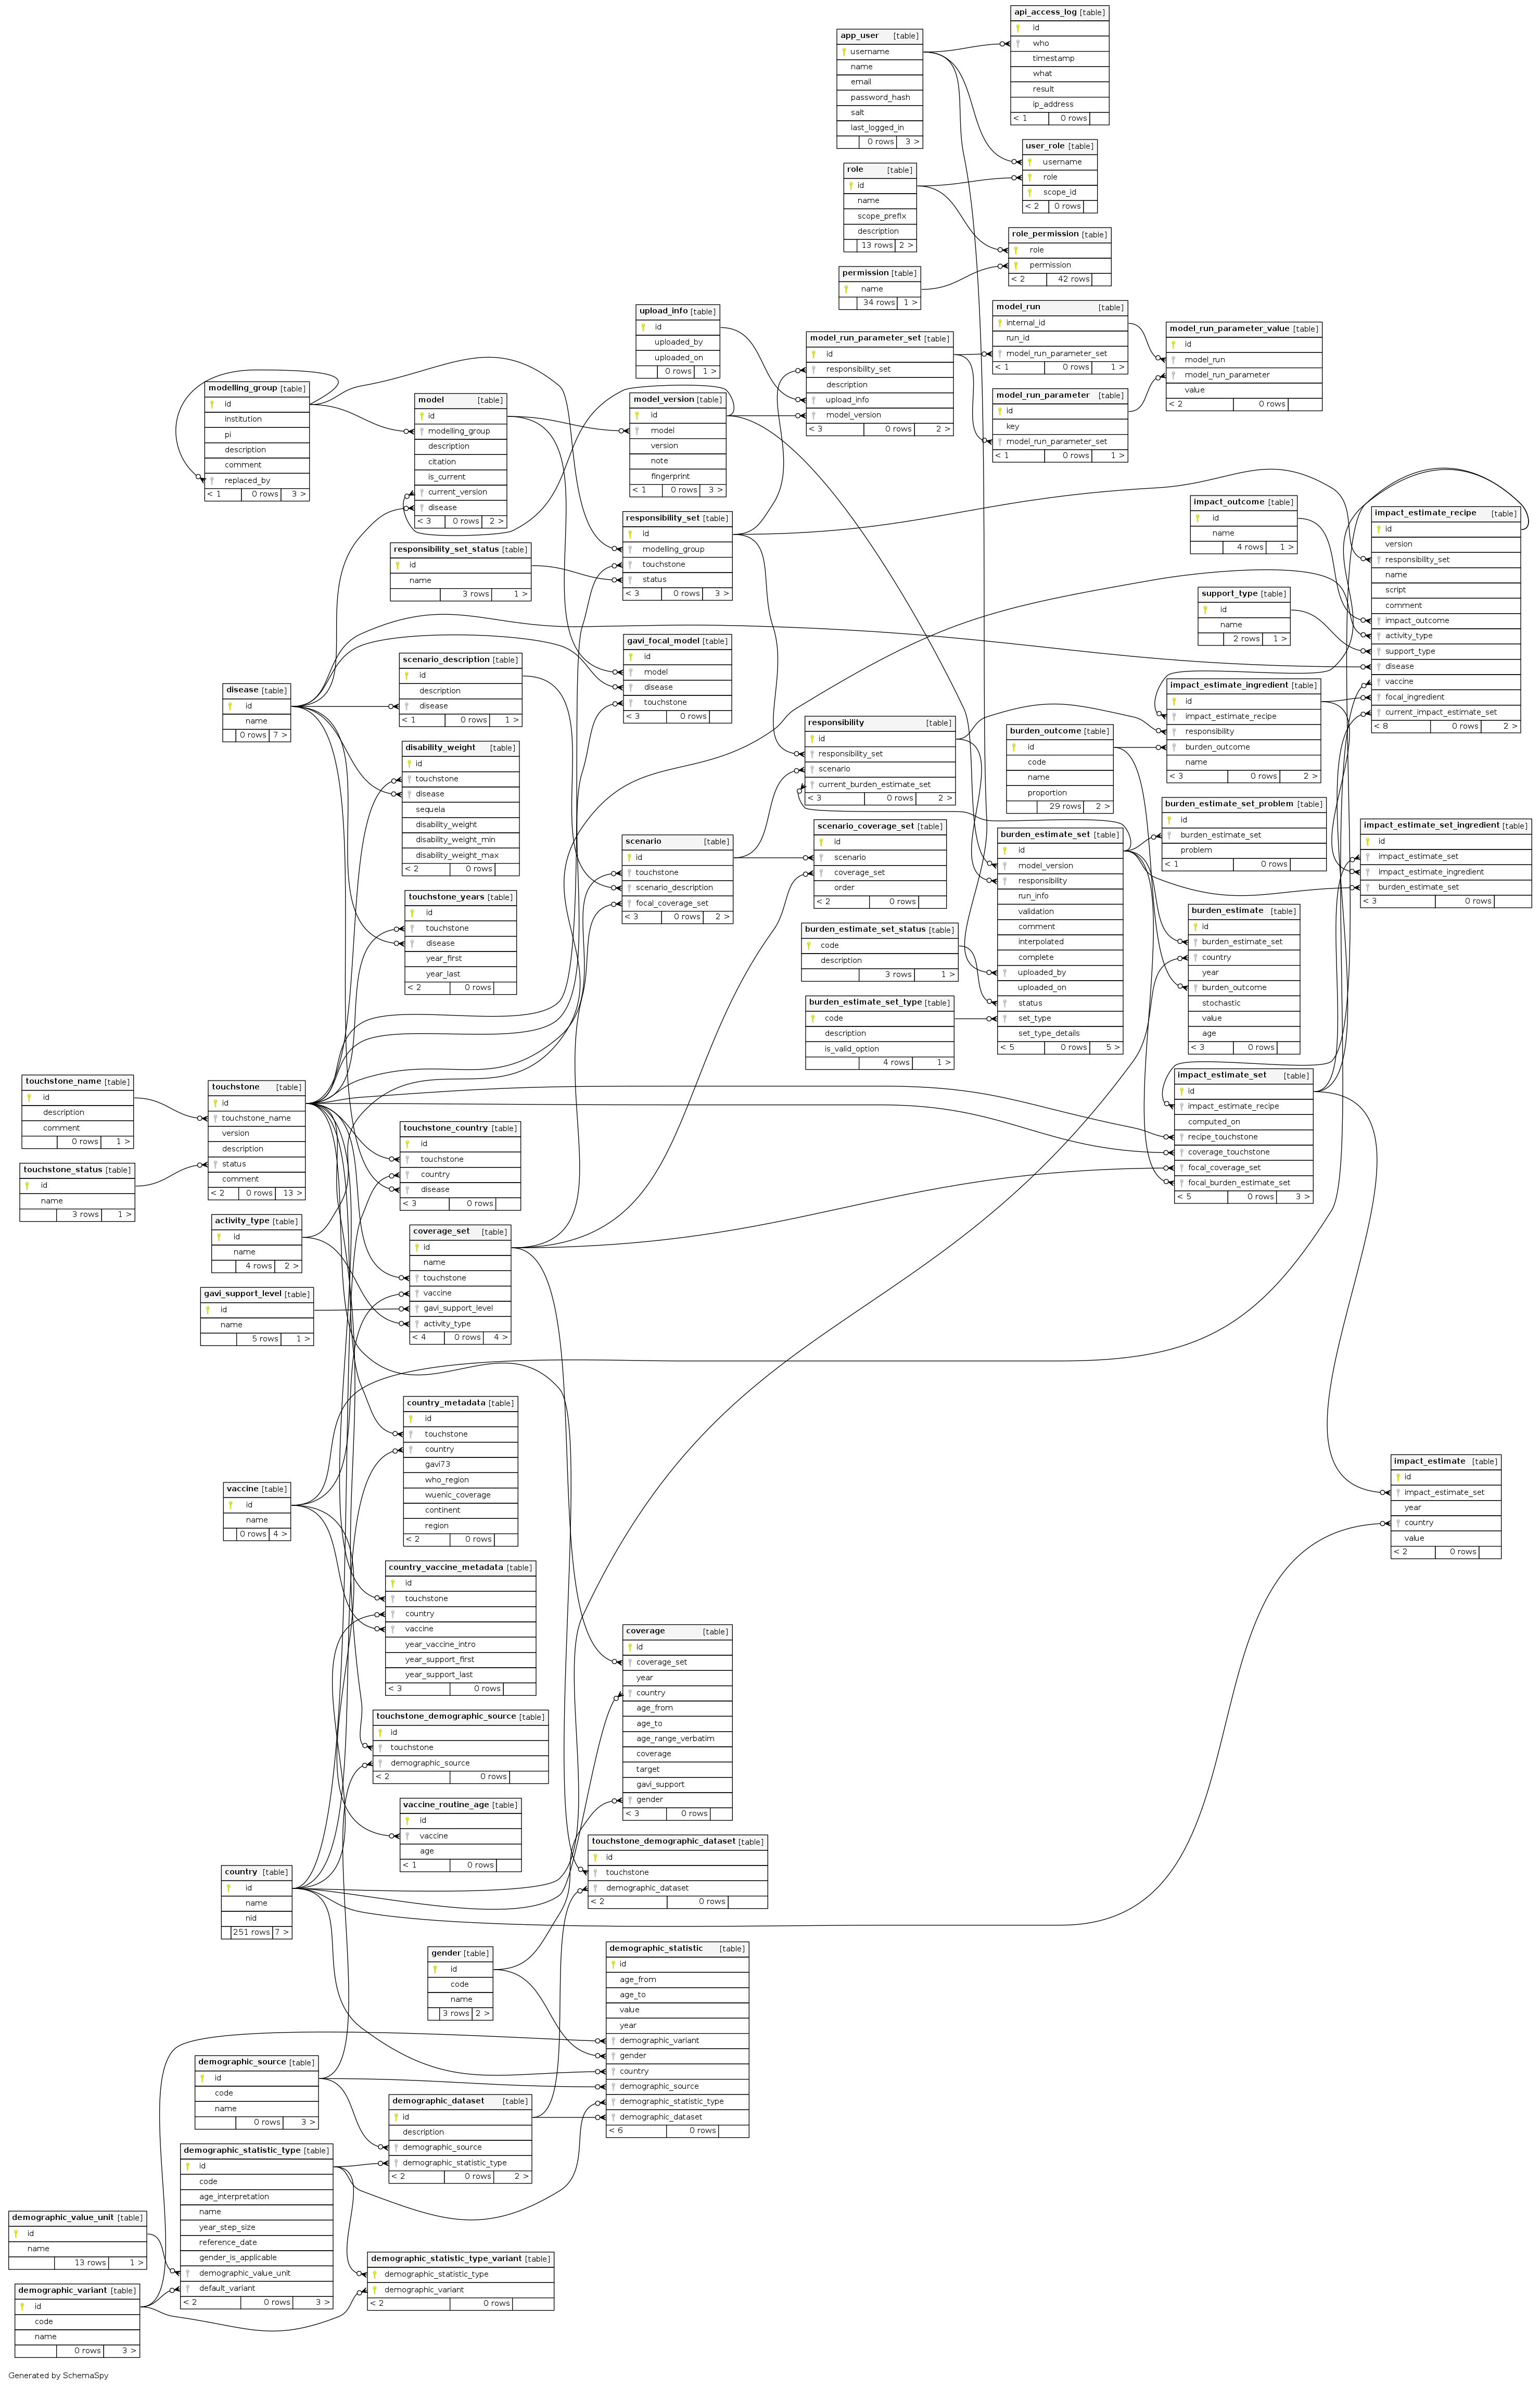 api_access_log [table]
id
who
timestamp
what
result
ip_address
< 1 0 rows
app_user [table]
username
name
email
password_hash
salt
last_logged_in
0 rows 3 >
user_role [table]
username
role
scope_id
< 2 0 rows
role [table]
id
name
scope_prefix
description
13 rows 2 >
role_permission [table]
role
permission
< 2 42 rows
permission [table]
name
34 rows 1 >
upload_info [table]
id
uploaded_by
uploaded_on
0 rows 1 >
model_run_parameter_set [table]
id
responsibility_set
description
upload_info
model_version
< 3 0 rows 2 >
model_run [table]
internal_id
run_id
model_run_parameter_set
< 1 0 rows 1 >
model_run_parameter_value [table]
id
model_run
model_run_parameter
value
< 2 0 rows
model_run_parameter [table]
id
key
model_run_parameter_set
< 1 0 rows 1 >
modelling_group [table]
id
institution
pi
description
comment
replaced_by
< 1 0 rows 3 >
model [table]
id
modelling_group
description
citation
is_current
current_version
disease
< 3 0 rows 2 >
model_version [table]
id
model
version
note
fingerprint
< 1 0 rows 3 >
responsibility_set [table]
id
modelling_group
touchstone
status
< 3 0 rows 3 >
responsibility_set_status [table]
id
name
3 rows 1 >
impact_outcome [table]
id
name
4 rows 1 >
impact_estimate_recipe [table]
id
version
responsibility_set
name
script
comment
impact_outcome
activity_type
support_type
disease
vaccine
focal_ingredient
current_impact_estimate_set
< 8 0 rows 2 >
support_type [table]
id
name
2 rows 1 >
gavi_focal_model [table]
id
model
disease
touchstone
< 3 0 rows
scenario_description [table]
id
description
disease
< 1 0 rows 1 >
disease [table]
id
name
0 rows 7 >
disability_weight [table]
id
touchstone
disease
sequela
disability_weight
disability_weight_min
disability_weight_max
< 2 0 rows
impact_estimate_ingredient [table]
id
impact_estimate_recipe
responsibility
burden_outcome
name
< 3 0 rows 2 >
responsibility [table]
id
responsibility_set
scenario
current_burden_estimate_set
< 3 0 rows 2 >
burden_outcome [table]
id
code
name
proportion
29 rows 2 >
burden_estimate_set_problem [table]
id
burden_estimate_set
problem
< 1 0 rows
impact_estimate_set_ingredient [table]
id
impact_estimate_set
impact_estimate_ingredient
burden_estimate_set
< 3 0 rows
scenario [table]
id
touchstone
scenario_description
focal_coverage_set
< 3 0 rows 2 >
scenario_coverage_set [table]
id
scenario
coverage_set
order
< 2 0 rows
burden_estimate_set [table]
id
model_version
responsibility
run_info
validation
comment
interpolated
complete
uploaded_by
uploaded_on
status
set_type
set_type_details
< 5 0 rows 5 >
touchstone_years [table]
id
touchstone
disease
year_first
year_last
< 2 0 rows
burden_estimate_set_status [table]
code
description
3 rows 1 >
burden_estimate [table]
id
burden_estimate_set
country
year
burden_outcome
stochastic
value
age
< 3 0 rows
burden_estimate_set_type [table]
code
description
is_valid_option
4 rows 1 >
touchstone_name [table]
id
description
comment
0 rows 1 >
touchstone [table]
id
touchstone_name
version
description
status
comment
< 2 0 rows 13 >
impact_estimate_set [table]
id
impact_estimate_recipe
computed_on
recipe_touchstone
coverage_touchstone
focal_coverage_set
focal_burden_estimate_set
< 5 0 rows 3 >
touchstone_status [table]
id
name
3 rows 1 >
touchstone_country [table]
id
touchstone
country
disease
< 3 0 rows
activity_type [table]
id
name
4 rows 2 >
coverage_set [table]
id
name
touchstone
vaccine
gavi_support_level
activity_type
< 4 0 rows 4 >
gavi_support_level [table]
id
name
5 rows 1 >
country_metadata [table]
id
touchstone
country
gavi73
who_region
wuenic_coverage
continent
region
< 2 0 rows
vaccine [table]
id
name
0 rows 4 >
impact_estimate [table]
id
impact_estimate_set
year
country
value
< 2 0 rows
country_vaccine_metadata [table]
id
touchstone
country
vaccine
year_vaccine_intro
year_support_first
year_support_last
< 3 0 rows
coverage [table]
id
coverage_set
year
country
age_from
age_to
age_range_verbatim
coverage
target
gavi_support
gender
< 3 0 rows
touchstone_demographic_source [table]
id
touchstone
demographic_source
< 2 0 rows
vaccine_routine_age [table]
id
vaccine
age
< 1 0 rows
touchstone_demographic_dataset [table]
id
touchstone
demographic_dataset
< 2 0 rows
country [table]
id
name
nid
251 rows 7 >
gender [table]
id
code
name
3 rows 2 >
demographic_statistic [table]
id
age_from
age_to
value
year
demographic_variant
gender
country
demographic_source
demographic_statistic_type
demographic_dataset
< 6 0 rows
demographic_source [table]
id
code
name
0 rows 3 >
demographic_dataset [table]
id
description
demographic_source
demographic_statistic_type
< 2 0 rows 2 >
demographic_statistic_type [table]
id
code
age_interpretation
name
year_step_size
reference_date
gender_is_applicable
demographic_value_unit
default_variant
< 2 0 rows 3 >
demographic_value_unit [table]
id
name
13 rows 1 >
demographic_statistic_type_variant [table]
demographic_statistic_type
demographic_variant
< 2 0 rows
demographic_variant [table]
id
code
name
0 rows 3 >
Generated by SchemaSpy